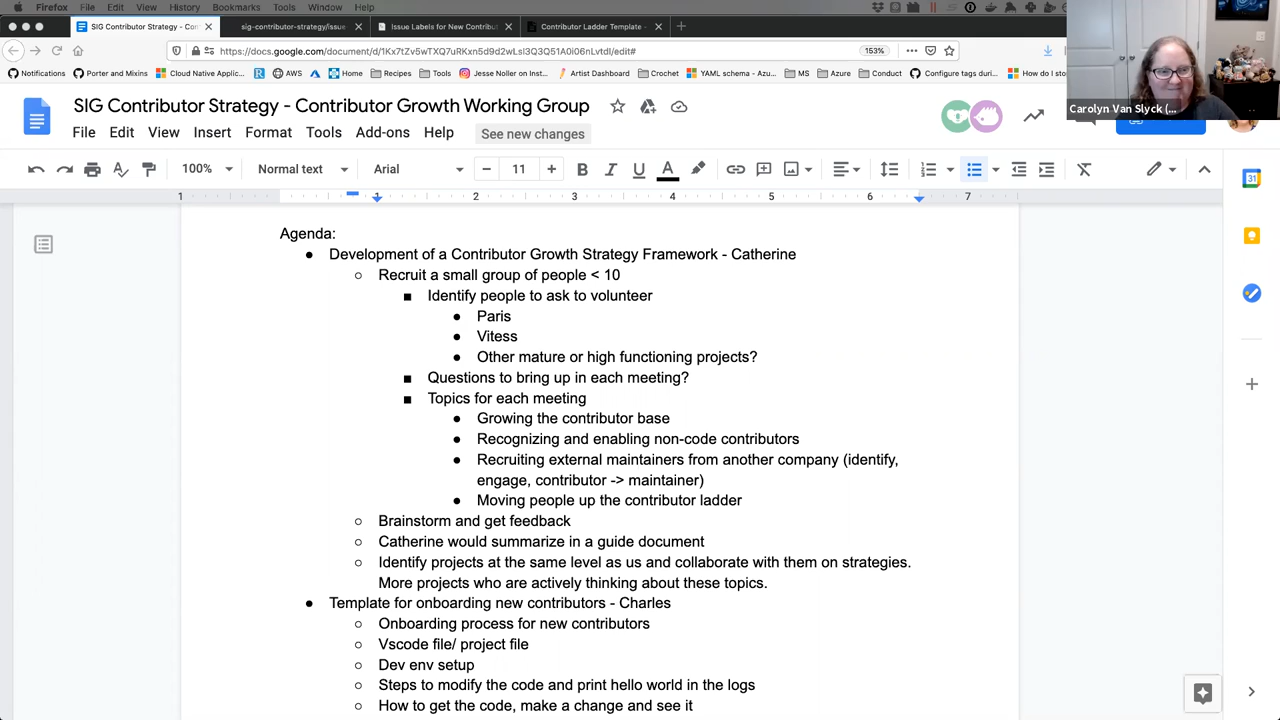 Firefox File Edit View History Bookmarks Tools Window Help
SIG Contributor Strategy - Cont
sig-contributor-strategy/issue
Issue Labels for New Contribut
Contributor Ladder Template -
https://docs.google.com/document/d/1Kx7tZv5wTXQ7uRKxn5d9d2wLsl3Q3Q51A0i06nLvtdI/edit#
153%
Notifications Porter and Mixins Cloud Native Applic... AWS Home Recipes Tools Jesse Noller on Inst... Artist Dashboard Crochet YAML schema - Azu... MS Azure Conduct Configure tags duri... How do I sto
Carolyn Van Slyck (...
SIG Contributor Strategy - Contributor Growth Working Group
File Edit View Insert Format Tools Add-ons Help See new changes
100% Normal text Arial 11
1 1 2 3 4 5 6 7
31
Agenda:
● Development of a Contributor Growth Strategy Framework - Catherine
○ Recruit a small group of people < 10
■ Identify people to ask to volunteer
● Paris
● Vitess
● Other mature or high functioning projects?
■ Questions to bring up in each meeting?
■ Topics for each meeting
● Growing the contributor base
● Recognizing and enabling non-code contributors
● Recruiting external maintainers from another company (identify,
engage, contributor -> maintainer)
● Moving people up the contributor ladder
○ Brainstorm and get feedback
○ Catherine would summarize in a guide document
○ Identify projects at the same level as us and collaborate with them on strategies.
More projects who are actively thinking about these topics.
● Template for onboarding new contributors - Charles
○ Onboarding process for new contributors
○ Vscode file/ project file
○ Dev env setup
○ Steps to modify the code and print hello world in the logs
○ How to get the code, make a change and see it